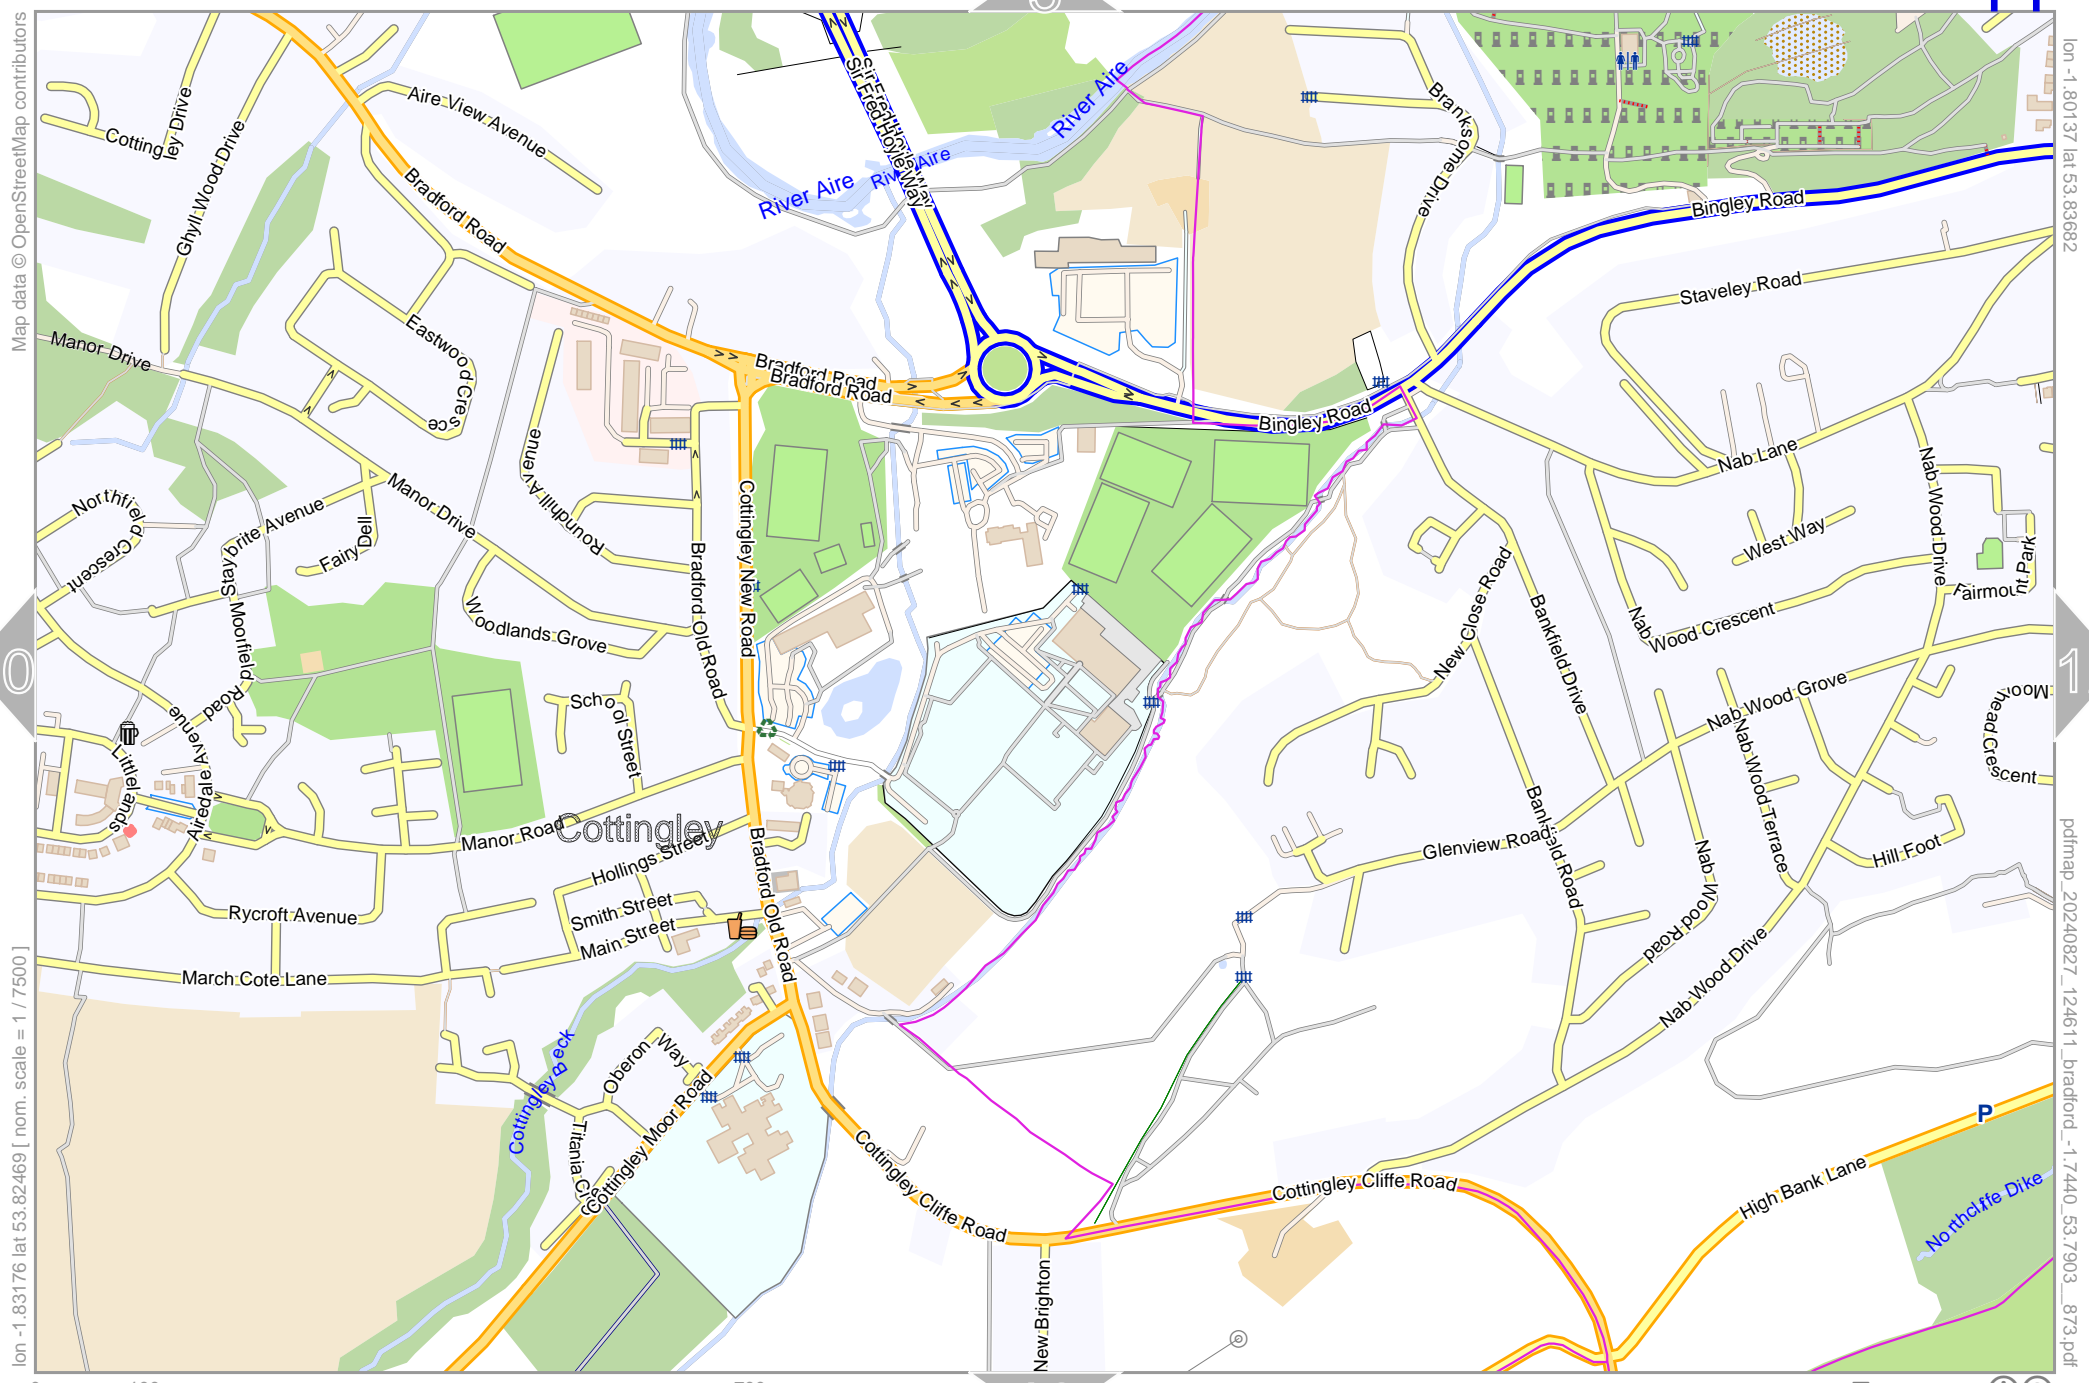 Map data © OpenStreetMap contributors
lon -1.83176 lat 53.82469 [ nom. scale = 1 / 7500 ]
lon -1.80137 lat 53.83682
pdfmap_20240827_124611_bradford_-1.7440_53.7903__873.pdf
Cottingley Drive
Ghyll Wood Drive
Aire View Avenue
Bradford Road
Sir Fred Hoyle Way
Sir Fred Hoyle Way
River Aire
River Aire
River Aire
Branksome Drive
Bingley Road
Staveley Road
Manor Drive
Eastwood Cresce
Bradford Road
Bradford Road
Bingley Road
Nab Lane
Nab Wood Drive
West Way
Northfield Crescent
Staybrite Avenue
Fairy Dell
Manor Drive
Roundhill Avenue
Cottingley New Road
Bradford Old Road
Woodlands Grove
Moorfield Road
New Close Road
Bankfield Drive
Nab Wood Crescent
Fairmount Park
Nab Wood Grove
Moorhead Crescent
School Street
Littlelands
Airedale Avenue
Manor Road
Cottingley
Hollings Street
Smith Street
Main Street
Bradford Old Road
Rycroft Avenue
March Cote Lane
Glenview Road
Bankfield Road
Nab Wood Terrace
Nab Wood Road
Nab Wood Drive
Hill Foot
Cottingley Beck
Oberon Way
Titania Close
Cottingley Moor Road
Cottingley Cliffe Road
Cottingley Cliffe Road
New Brighton
High Bank Lane
P
Northcliffe Dike
0
1